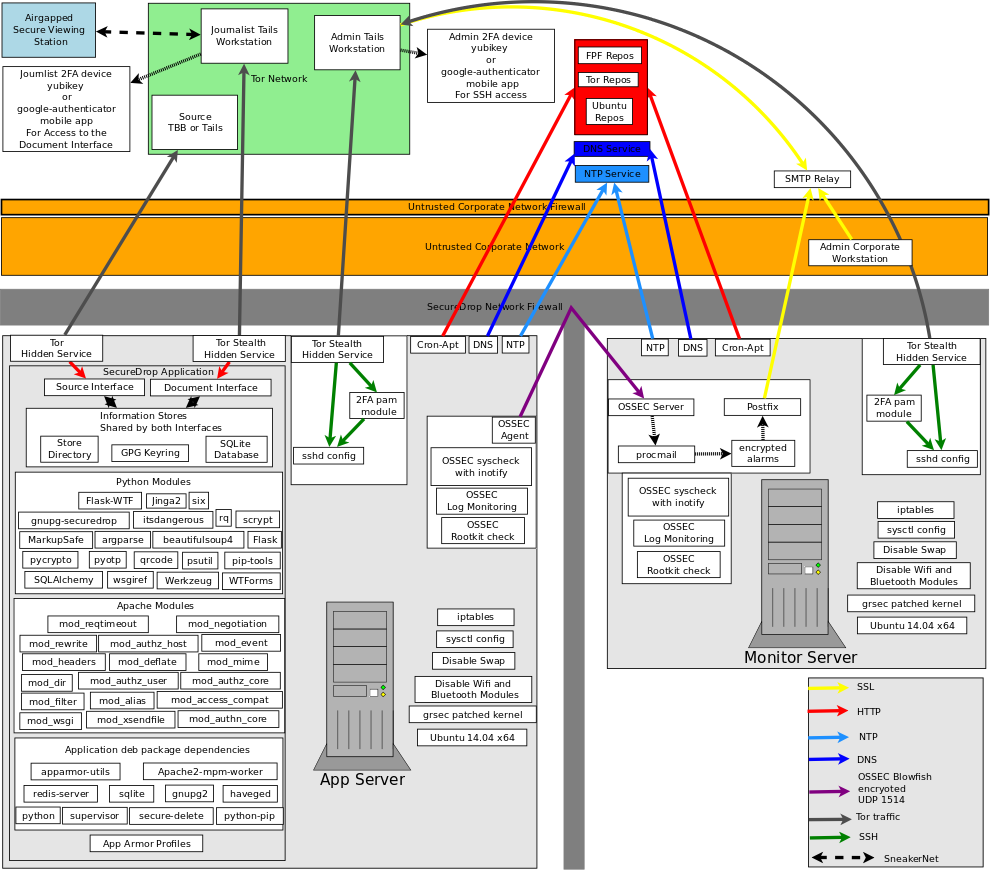 Airgapped
Secure Viewing
Station
Journalist Tails
Workstation
Admin Tails
Workstation
Tor Network
Source
TBB or Tails
Jounlist 2FA device
yubikey
or
google-authenticator
mobile app
For Access to the
Document Interface
Admin 2FA device
yubikey
or
google-authenticator
mobile app
For SSH access
FPF Repos
Tor Repos
Ubuntu
Repos
DNS Service
NTP Service
SMTP Relay
Untrusted Corporate Network Firewall
Untrusted Corporate Network
Admin Corporate
Workstation
SecureDrop Network Firewall
Tor
Hidden Service
Tor Stealth
Hidden Service
Tor Stealth
Hidden Service
Cron-Apt
DNS
NTP
SecureDrop Application
Source Interface
Document Interface
Information Stores
Shared by both Interfaces
Store
Directory
GPG Keyring
SQLite
Database
2FA pam
module
sshd config
OSSEC
Agent
OSSEC syscheck
with inotify
OSSEC
Log Monitoring
OSSEC
Rootkit check
Python Modules
Flask-WTF
Jinga2
six
gnupg-securedrop
itsdangerous
rq
scrypt
MarkupSafe
argparse
beautifulsoup4
Flask
pycrypto
pyotp
qrcode
psutil
pip-tools
SQLAlchemy
wsgiref
Werkzeug
WTForms
Apache Modules
mod_reqtimeout
mod_negotiation
mod_rewrite
mod_authz_host
mod_event
mod_headers
mod_deflate
mod_mime
mod_dir
mod_authz_user
mod_authz_core
mod_filter
mod_alias
mod_access_compat
mod_wsgi
mod_xsendfile
mod_authn_core
Application deb package dependencies
apparmor-utils
Apache2-mpm-worker
redis-server
sqlite
gnupg2
haveged
python
supervisor
secure-delete
python-pip
App Armor Profiles
App Server
iptables
sysctl config
Disable Swap
Disable Wifi and
Bluetooth Modules
grsec patched kernel
Ubuntu 14.04 x64
NTP
DNS
Cron-Apt
Tor Stealth
Hidden Service
OSSEC Server
Postfix
procmail
encrypted
alarms
2FA pam
module
sshd config
OSSEC syscheck
with inotify
OSSEC
Log Monitoring
OSSEC
Rootkit check
Monitor Server
iptables
sysctl config
Disable Swap
Disable Wifi and
Bluetooth Modules
grsec patched kernel
Ubuntu 14.04 x64
SSL
HTTP
NTP
DNS
OSSEC Blowfish
encryoted
UDP 1514
Tor traffic
SSH
SneakerNet